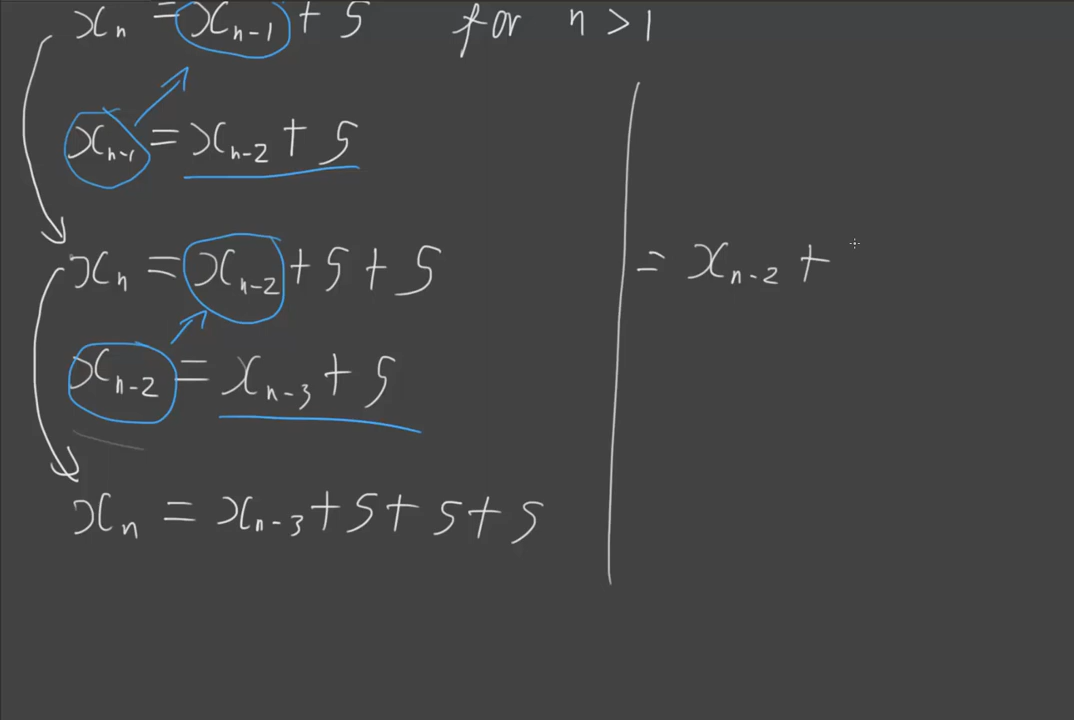 xₙ = xₙ₋₁ + 5 for n > 1
xₙ₋₁ = xₙ₋₂ + 5
xₙ = xₙ₋₂ + 5 + 5
= xₙ₋₂ +
xₙ₋₂ = xₙ₋₃ + 5
xₙ = xₙ₋₃ + 5 + 5 + 5